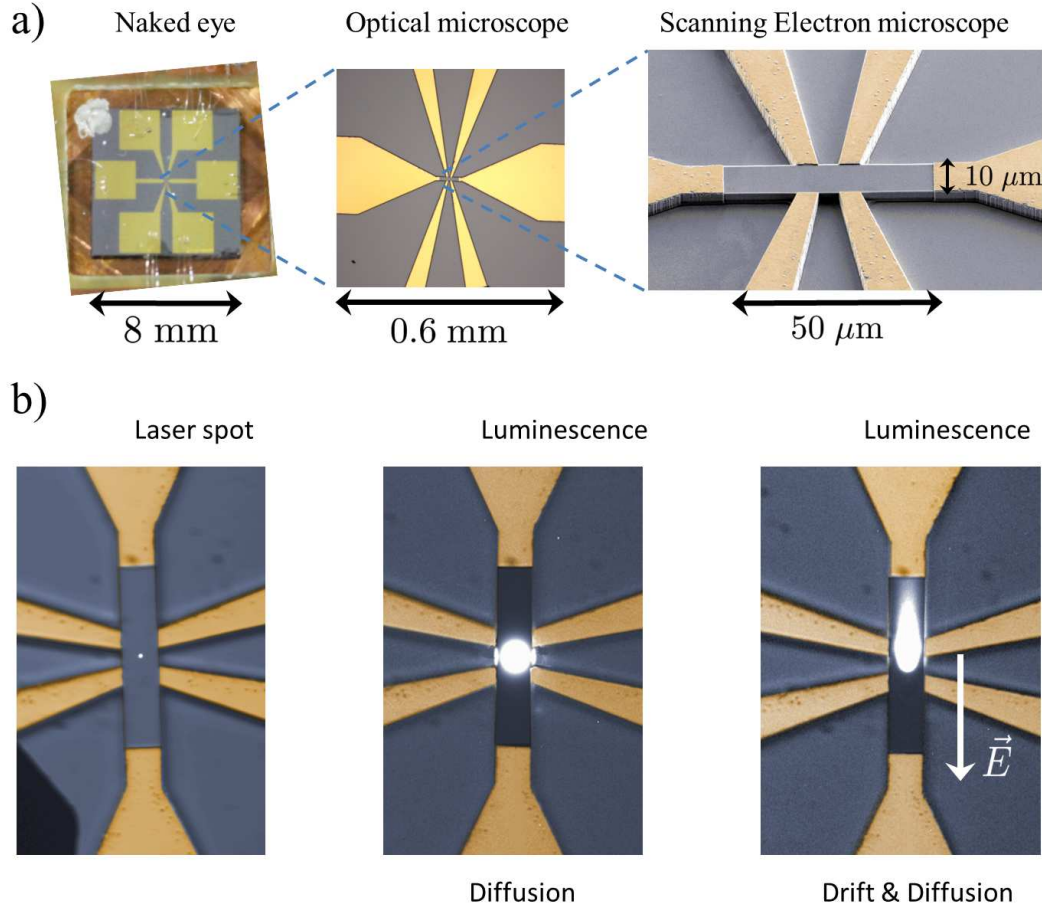 a)
Naked eye
Optical microscope
Scanning Electron microscope
10 μm
8 mm
0.6 mm
50 μm
b)
Laser spot
Luminescence
Luminescence
E⃗
Diffusion
Drift & Diffusion